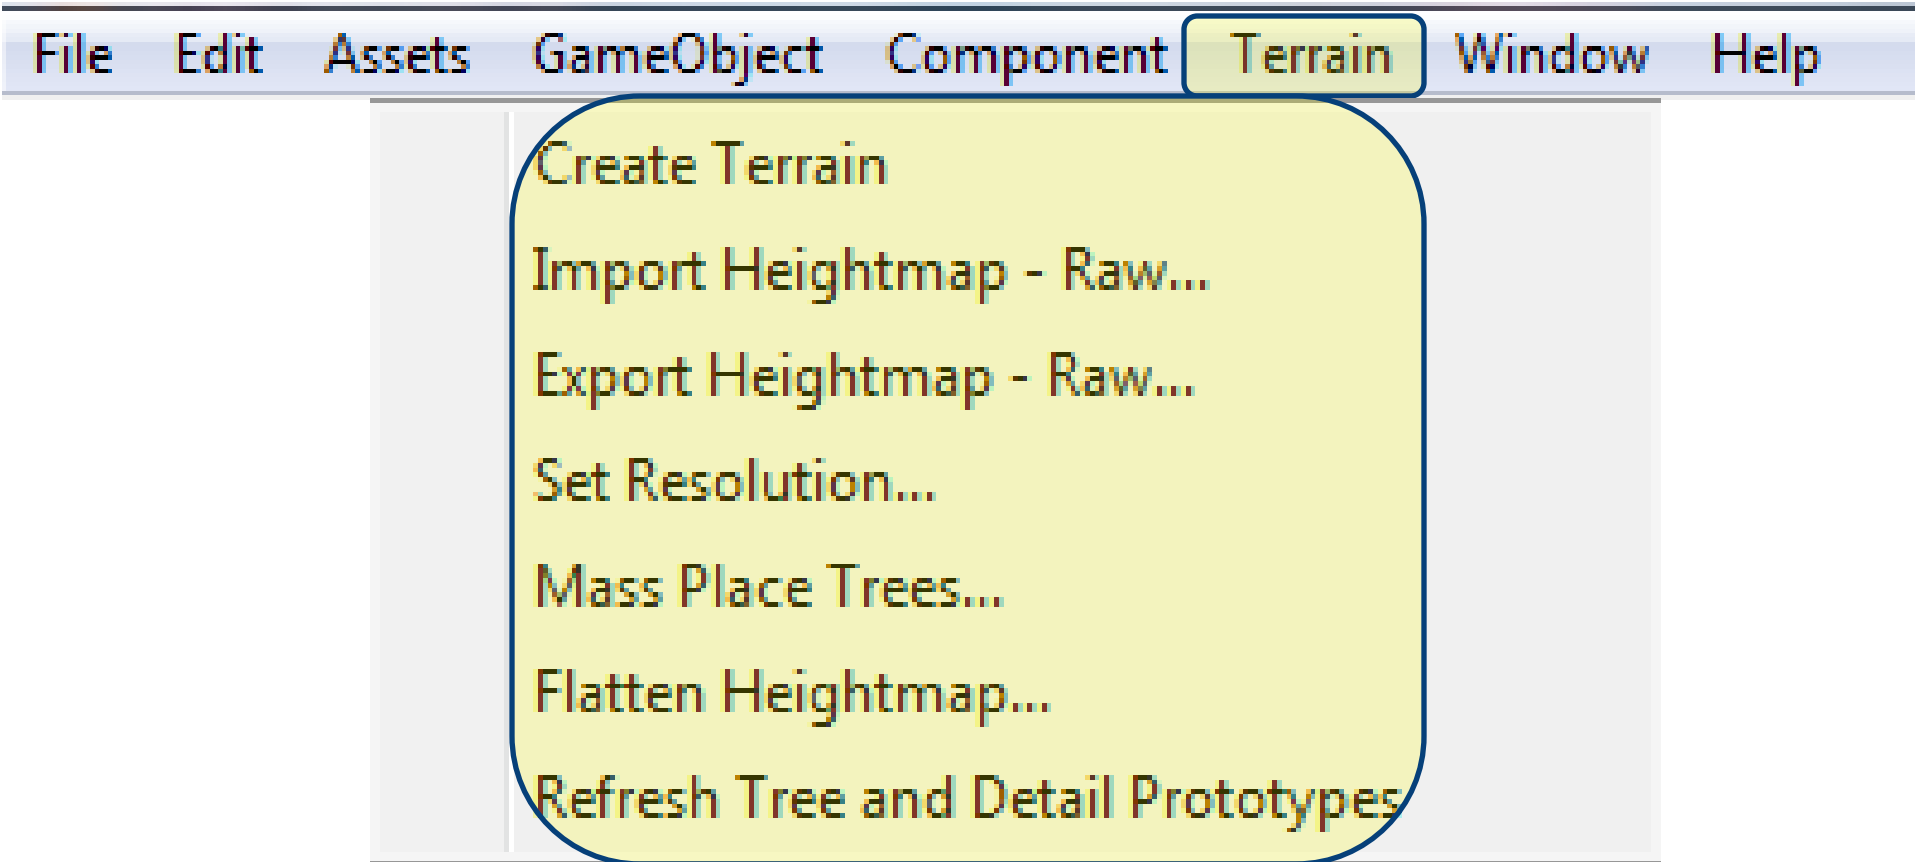 File Edit Assets GameObject Component Terrain Window Help
Create Terrain
Import Heightmap - Raw...
Export Heightmap - Raw...
Set Resolution...
Mass Place Trees...
Flatten Heightmap...
Refresh Tree and Detail Prototypes